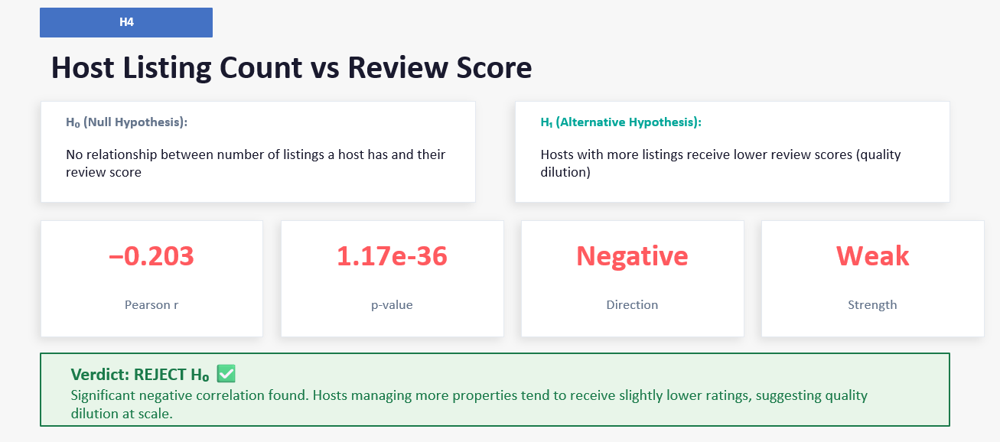 H4
Host Listing Count vs Review Score
H₀ (Null Hypothesis):
No relationship between number of listings a host has and their
review score
H₁ (Alternative Hypothesis):
Hosts with more listings receive lower review scores (quality
dilution)
−0.203
Pearson r
1.17e-36
p-value
Negative
Direction
Weak
Strength
Verdict: REJECT H₀ ✅
Significant negative correlation found. Hosts managing more properties tend to receive slightly lower ratings, suggesting quality
dilution at scale.